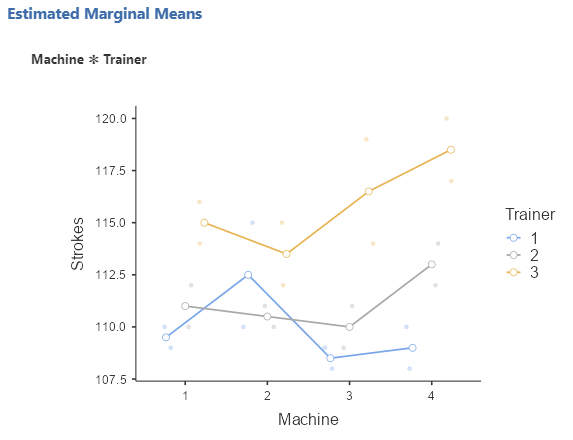 Estimated Marginal Means
Machine ✻ Trainer
120.0
117.5
115.0
112.5
110.0
107.5
Strokes
1 2 3 4
Machine
Trainer
1
2
3